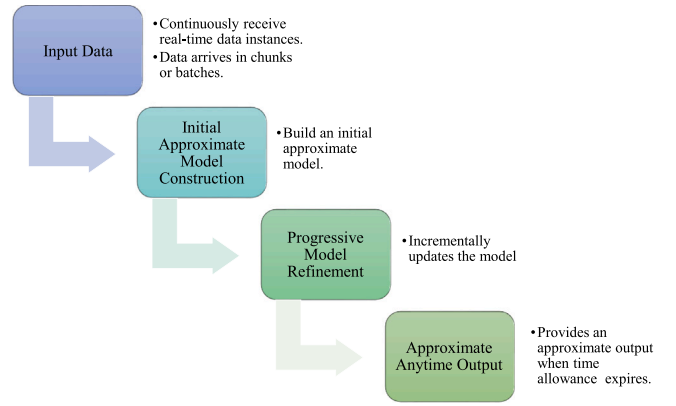 Input Data
•Continuously receive
real-time data instances.
•Data arrives in chunks
or batches.
Initial
Approximate
Model
Construction
•Build an initial
approximate
model.
Progressive
Model
Refinement
•Incrementally
updates the model
Approximate
Anytime Output
•Provides an
approximate output
when time
allowance expires.